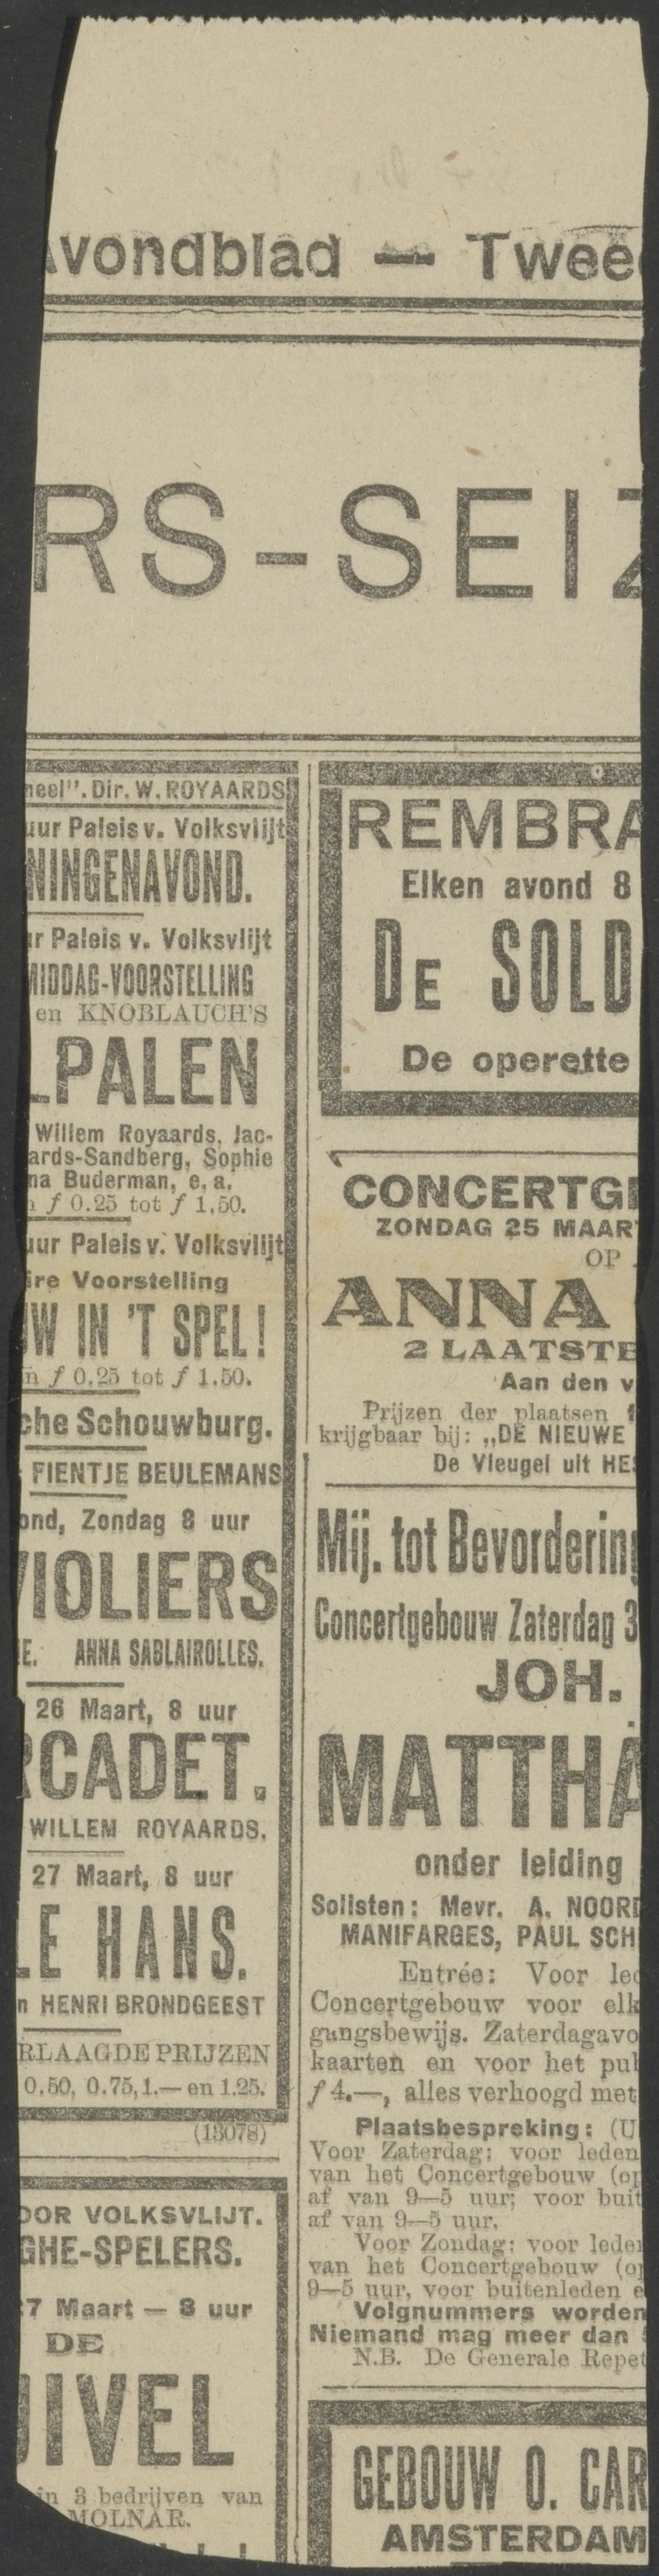 Avondblad — Twee
RS-SEIZ
neel". Dir. W. ROYAARDS
uur Paleis v. Volksvlijt
NINGENAVOND.
ur Paleis v. Volksvlijt
MIDDAG-VOORSTELLING
en KNOBLAUCH'S
LPALEN
Willem Royaards, Jac-
ards-Sandberg, Sophie
na Buderman, e. a.
n f 0.25 tot f 1.50.
uur Paleis v. Volksvlijt
ire Voorstelling
UW IN 'T SPEL!
n f 0.25 tot f 1.50.
che Schouwburg.
FIENTJE BEULEMANS
ond, Zondag 8 uur
VIOLIERS
E. ANNA SABLAIROLLES.
26 Maart, 8 uur
RCADET.
WILLEM ROYAARDS.
27 Maart, 8 uur
LE HANS.
n HENRI BRONDGEEST
RLAAGDE PRIJZEN
0.50, 0.75, 1.— en 1.25.
(13078)
OOR VOLKSVLIJT.
GHE-SPELERS.
27 Maart — 8 uur
DE
UIVEL
in 3 bedrijven van
MOLNAR.
REMBRA
Elken avond 8
DE SOLD
De operette
CONCERTGE
ZONDAG 25 MAART
OP
ANNA
2 LAATSTE
Aan den v
Prijzen der plaatsen f
krijgbaar bij: „DE NIEUWE
De Vleugel uit HE
Mij. tot Bevordering
Concertgebouw Zaterdag 3
JOH.
MATTHÄ
onder leiding
Solisten: Mevr. A. NOORD
MANIFARGES, PAUL SCH
Entrée: Voor led
Concertgebouw voor elk
gangsbewijs. Zaterdagavo
kaarten en voor het pub
f 4.—, alles verhoogd met
Plaatsbespreking: (U
Voor Zaterdag: voor leden
van het Concertgebouw (op
af van 9—5 uur; voor buit
af van 9—5 uur.
Voor Zondag: voor leden
van het Concertgebouw (op
9—5 uur, voor buitenleden e
Volgnummers worden
Niemand mag meer dan
N.B. De Generale Repet
GEBOUW O. CAR
AMSTERDAM